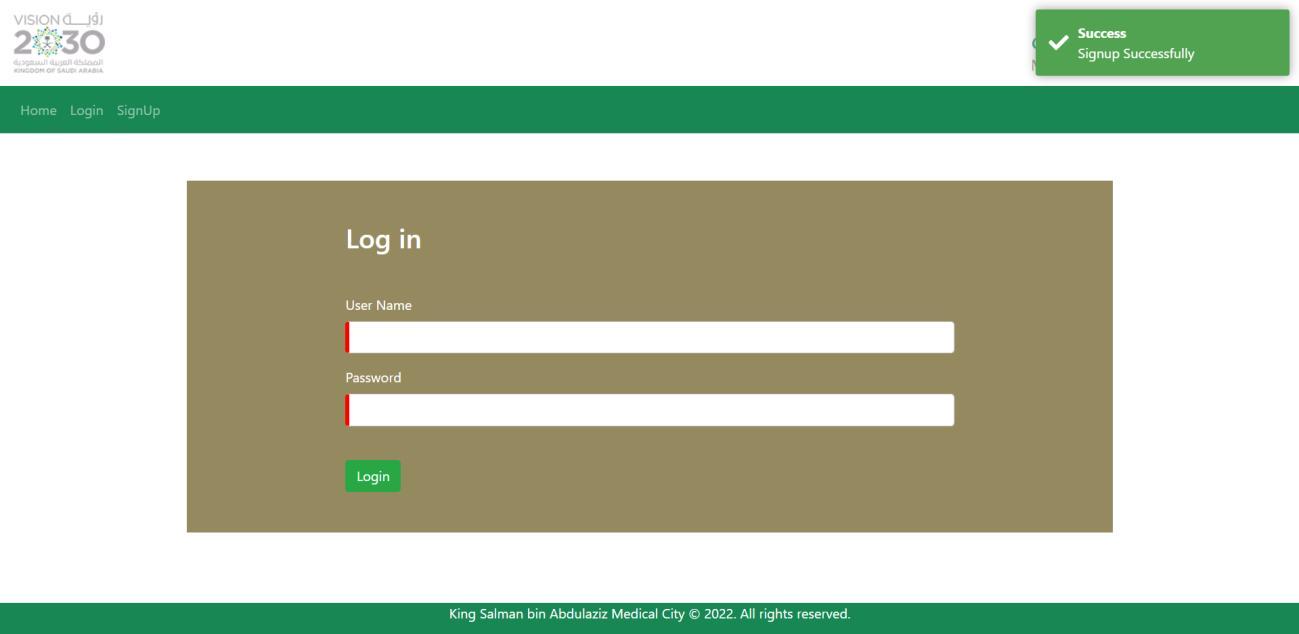 VISION رؤيــة
2030
المملكة العربية السعودية
KINGDOM OF SAUDI ARABIA
Success
Signup Successfully
Home Login SignUp
Log in
User Name
Password
Login
King Salman bin Abdulaziz Medical City © 2022. All rights reserved.